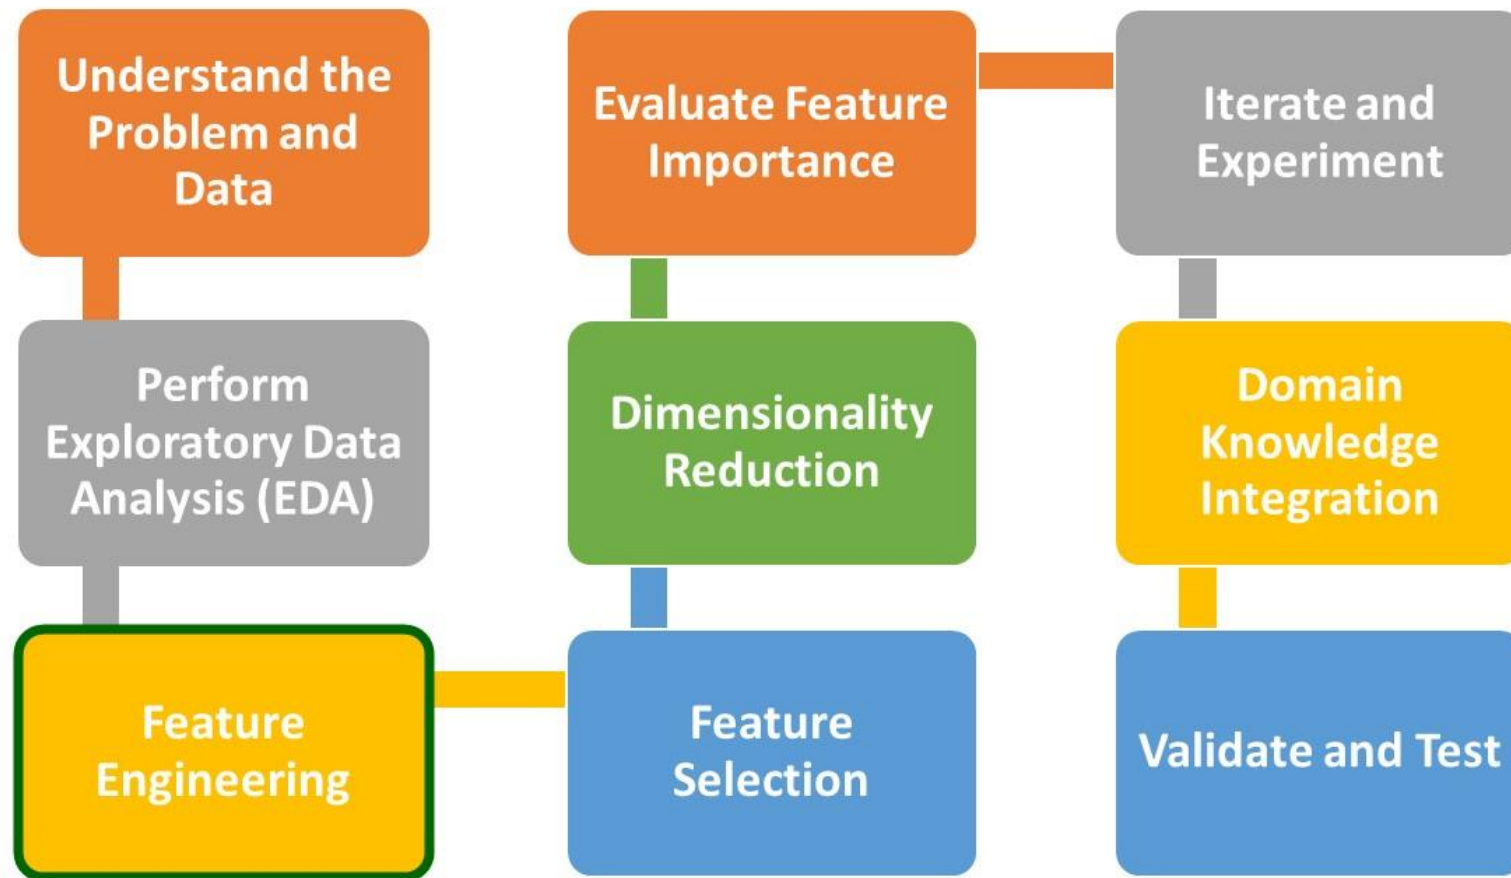 Understand the
Problem and
Data
Perform
Exploratory Data
Analysis (EDA)
Feature
Engineering
Feature
Selection
Dimensionality
Reduction
Evaluate Feature
Importance
Iterate and
Experiment
Domain
Knowledge
Integration
Validate and Test